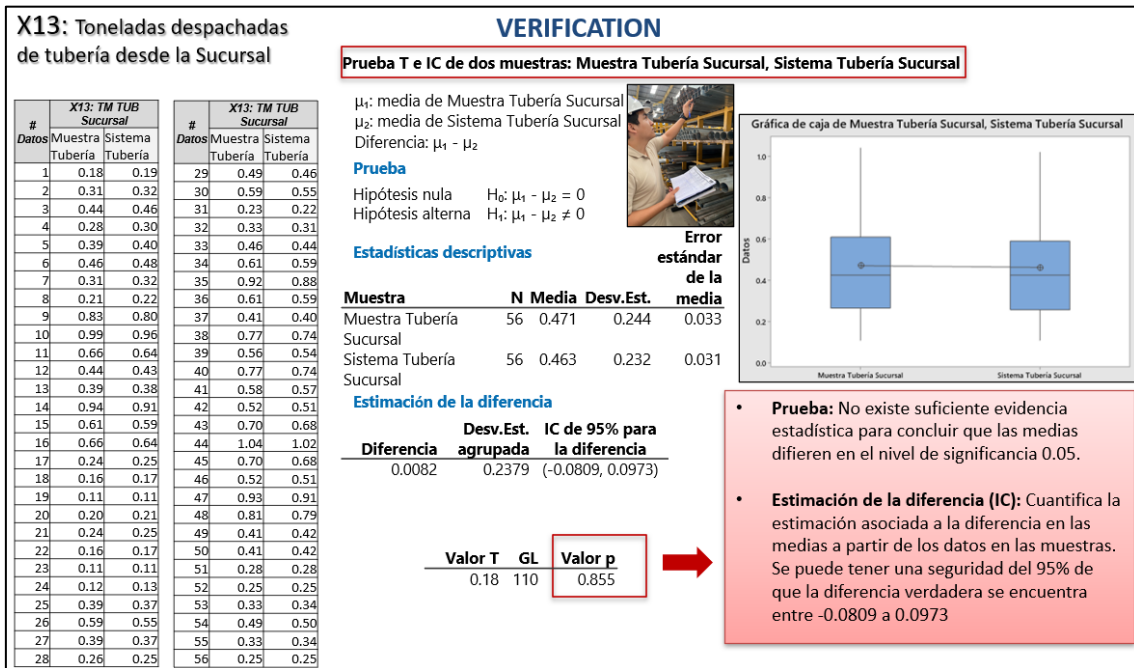 X13: Toneladas despachadas
de tubería desde la Sucursal
VERIFICATION
Prueba T e IC de dos muestras: Muestra Tubería Sucursal, Sistema Tubería Sucursal
# Datos X13: TM TUB Sucursal
Muestra Tubería Sistema Tubería
1 0.18 0.19
2 0.31 0.32
3 0.44 0.46
4 0.28 0.30
5 0.39 0.40
6 0.46 0.48
7 0.31 0.32
8 0.21 0.22
9 0.83 0.80
10 0.99 0.96
11 0.66 0.64
12 0.44 0.43
13 0.39 0.38
14 0.94 0.91
15 0.61 0.59
16 0.66 0.64
17 0.24 0.25
18 0.16 0.17
19 0.11 0.11
20 0.20 0.21
21 0.24 0.25
22 0.16 0.17
23 0.11 0.11
24 0.12 0.13
25 0.39 0.37
26 0.59 0.55
27 0.39 0.37
28 0.26 0.25
# Datos X13: TM TUB Sucursal
Muestra Tubería Sistema Tubería
29 0.49 0.46
30 0.59 0.55
31 0.23 0.22
32 0.33 0.31
33 0.46 0.44
34 0.61 0.59
35 0.92 0.88
36 0.61 0.59
37 0.41 0.40
38 0.77 0.74
39 0.56 0.54
40 0.77 0.74
41 0.58 0.57
42 0.52 0.51
43 0.70 0.68
44 1.04 1.02
45 0.70 0.68
46 0.52 0.51
47 0.93 0.91
48 0.81 0.79
49 0.41 0.42
50 0.41 0.42
51 0.28 0.28
52 0.25 0.25
53 0.33 0.34
54 0.49 0.50
55 0.33 0.34
56 0.25 0.25
μ₁: media de Muestra Tubería Sucursal
μ₂: media de Sistema Tubería Sucursal
Diferencia: μ₁ - μ₂
Prueba
Hipótesis nula H₀: μ₁ - μ₂ = 0
Hipótesis alterna H₁: μ₁ - μ₂ ≠ 0
Estadísticas descriptivas
Muestra N Media Desv.Est. Error estándar de la media
Muestra Tubería Sucursal 56 0.471 0.244 0.033
Sistema Tubería Sucursal 56 0.463 0.232 0.031
Estimación de la diferencia
Diferencia Desv.Est. agrupada IC de 95% para la diferencia
0.0082 0.2379 (-0.0809, 0.0973)
Valor T GL Valor p
0.18 110 0.855
Gráfica de caja de Muestra Tubería Sucursal, Sistema Tubería Sucursal
Datos
1.0
0.8
0.6
0.4
0.2
0.0
Muestra Tubería Sucursal
Sistema Tubería Sucursal
• Prueba: No existe suficiente evidencia
estadística para concluir que las medias
difieren en el nivel de significancia 0.05.
• Estimación de la diferencia (IC): Cuantifica la
estimación asociada a la diferencia en las
medias a partir de los datos en las muestras.
Se puede tener una seguridad del 95% de
que la diferencia verdadera se encuentra
entre -0.0809 a 0.0973